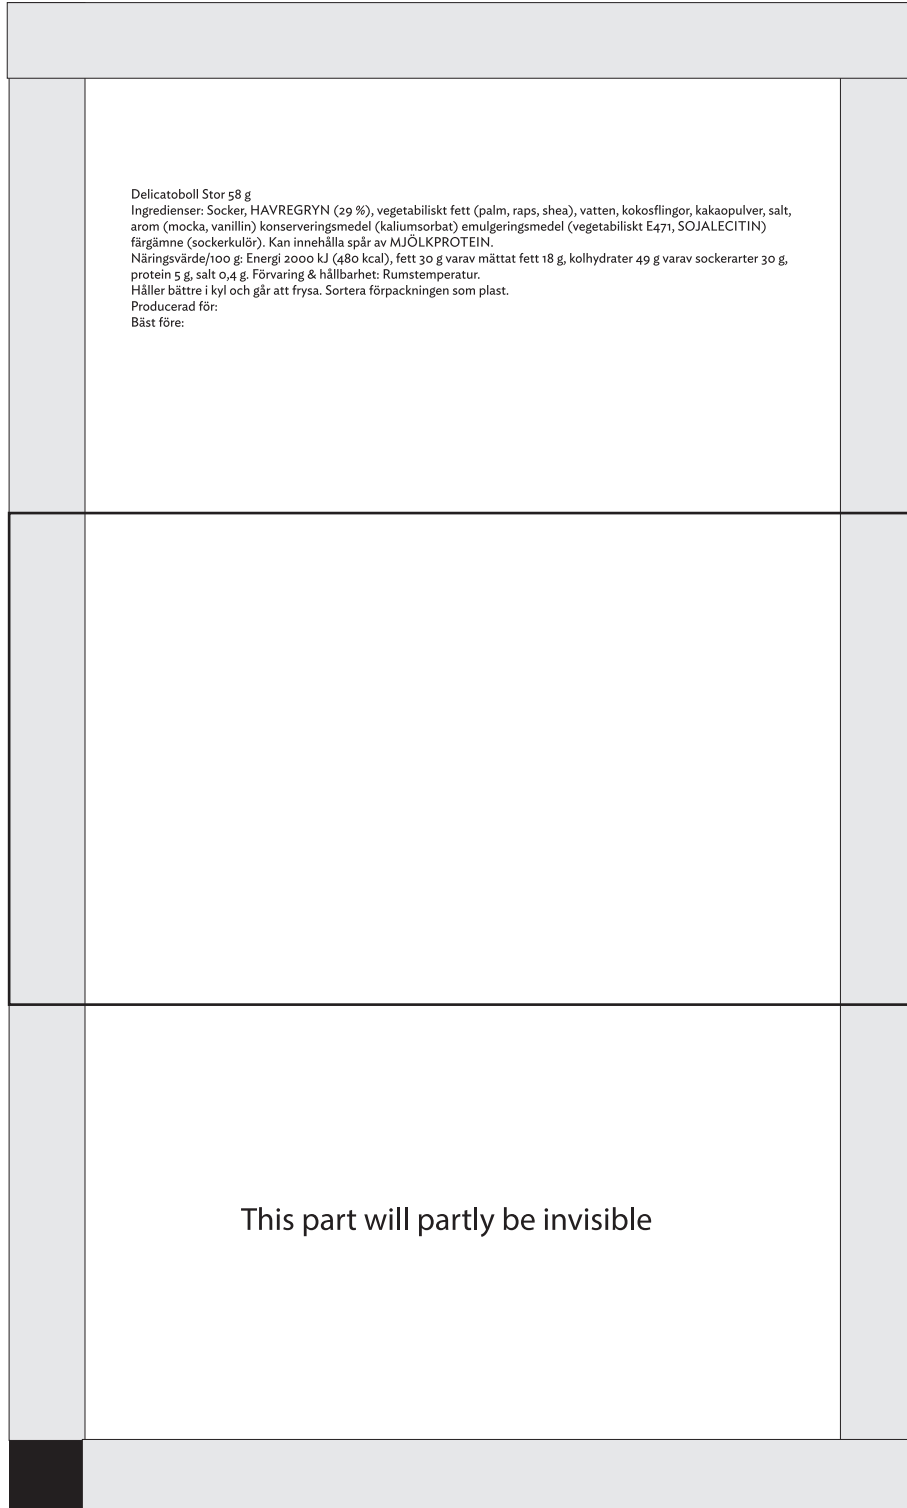 Delicatoboll Stor 58 g
Ingredienser: Socker, HAVREGRYN (29 %), vegetabiliskt fett (palm, raps, shea), vatten, kokosflingor, kakaopulver, salt,
arom (mocka, vanillin) konserveringsmedel (kaliumsorbat) emulgeringsmedel (vegetabiliskt E471, SOJALECITIN)
färgämne (sockerkulör). Kan innehålla spår av MJÖLKPROTEIN.
Näringsvärde/100 g: Energi 2000 kJ (480 kcal), fett 30 g varav mättat fett 18 g, kolhydrater 49 g varav sockerarter 30 g,
protein 5 g, salt 0,4 g. Förvaring & hållbarhet: Rumstemperatur.
Håller bättre i kyl och går att frysa. Sortera förpackningen som plast.
Producerad för:
Bäst före:
This part will partly be invisible